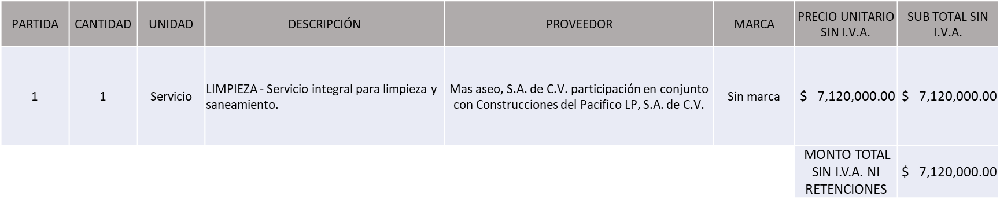 PARTIDA
CANTIDAD
UNIDAD
DESCRIPCIÓN
PROVEEDOR
MARCA
PRECIO UNITARIO
SIN I.V.A.
SUB TOTAL SIN
I.V.A.
1
1
Servicio
LIMPIEZA - Servicio integral para limpieza y
saneamiento.
Mas aseo, S.A. de C.V. participación en conjunto
con Construcciones del Pacifico LP, S.A. de C.V.
Sin marca
$ 7,120,000.00
$ 7,120,000.00
MONTO TOTAL
SIN I.V.A. NI
RETENCIONES
$ 7,120,000.00